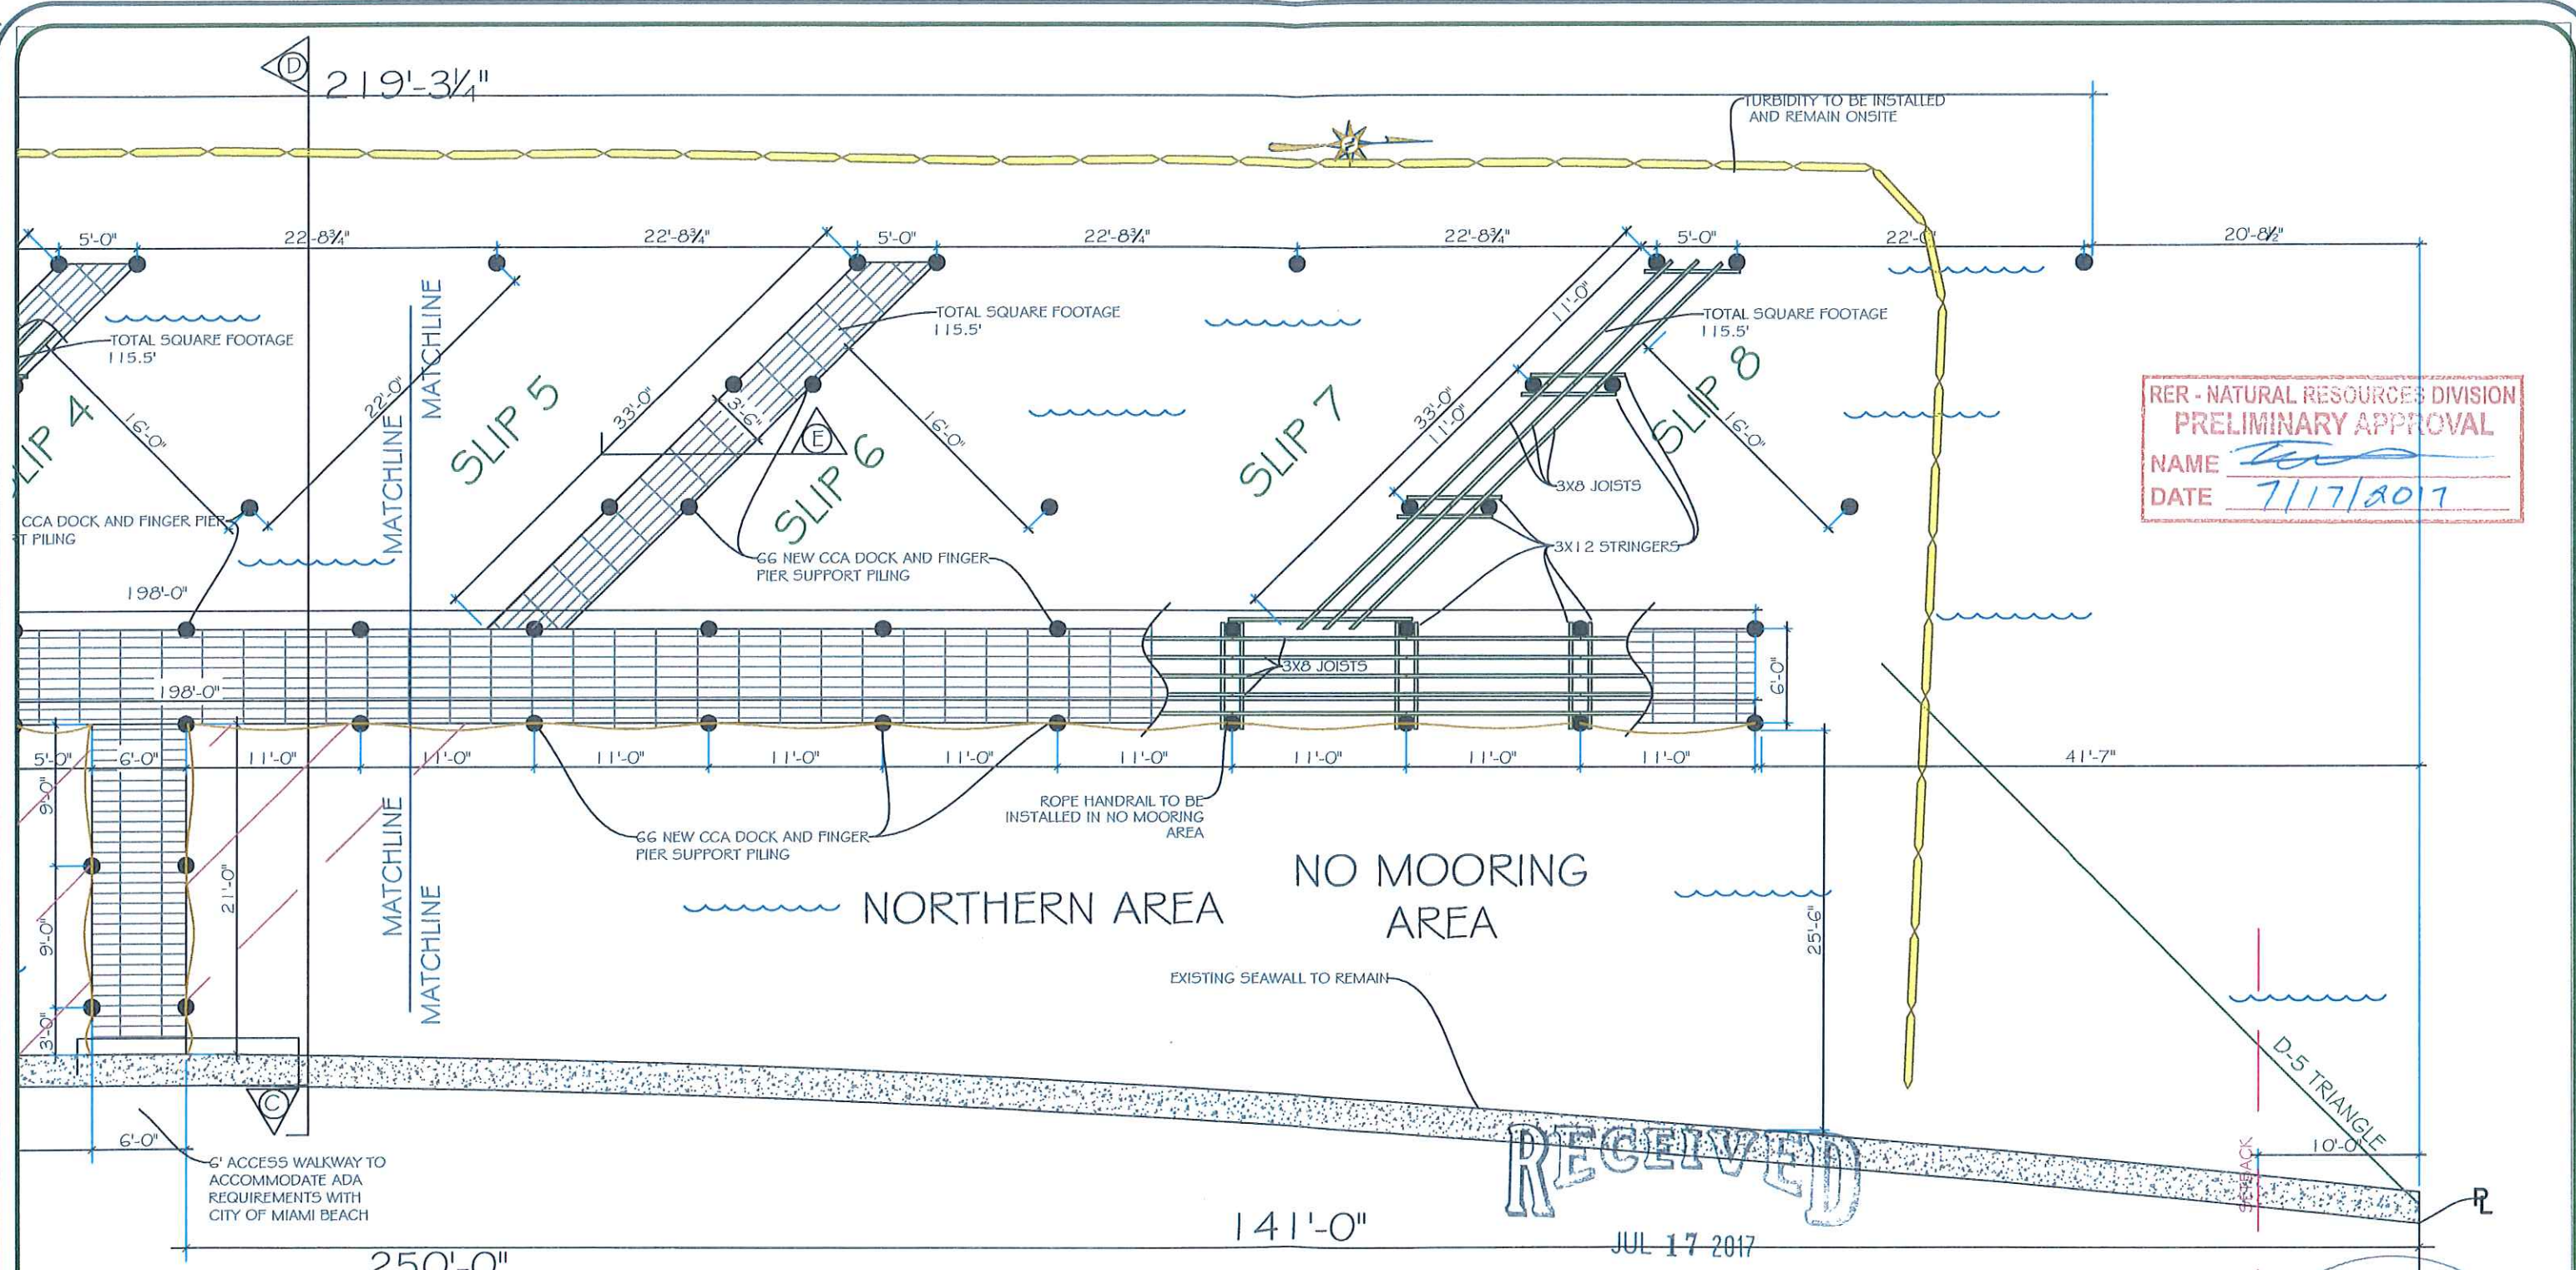 D
219'-3¼"
TURBIDITY TO BE INSTALLED
AND REMAIN ONSITE
5'-0"
22'-8¾"
22'-8¾"
5'-0"
22'-8¾"
22'-8¾"
5'-0"
22'-0"
20'-8½"
TOTAL SQUARE FOOTAGE
115.5'
TOTAL SQUARE FOOTAGE
115.5'
TOTAL SQUARE FOOTAGE
115.5'
MATCHLINE
MATCHLINE
22'-0"
16'-0"
LIP 4
SLIP 5
33'-0"
3'-6"
E
SLIP 6
16'-0"
SLIP 7
33'-0"
11'-0"
11'-0"
SLIP 8
16'-0"
RER - NATURAL RESOURCES DIVISION
PRELIMINARY APPROVAL
NAME
DATE 7/17/2017
3X8 JOISTS
CCA DOCK AND FINGER PIER
T PILING
66 NEW CCA DOCK AND FINGER
PIER SUPPORT PILING
3X12 STRINGERS
198'-0"
3X8 JOISTS
198'-0"
6'-0"
5'-0"
6'-0"
11'-0"
1'-0"
11'-0"
11'-0"
11'-0"
11'-0"
11'-0"
11'-0"
11'-0"
41'-7"
9'-0"
9'-0"
3'-0"
21'-0"
MATCHLINE
MATCHLINE
66 NEW CCA DOCK AND FINGER
PIER SUPPORT PILING
ROPE HANDRAIL TO BE
INSTALLED IN NO MOORING
AREA
NORTHERN AREA
NO MOORING
AREA
25'-6"
EXISTING SEAWALL TO REMAIN
D-5 TRIANGLE
SETBACK
10'-0"
C
6'-0"
6' ACCESS WALKWAY TO
ACCOMMODATE ADA
REQUIREMENTS WITH
CITY OF MIAMI BEACH
RECEIVED
JUL 17 2017
PL
141'-0"
250'-0"